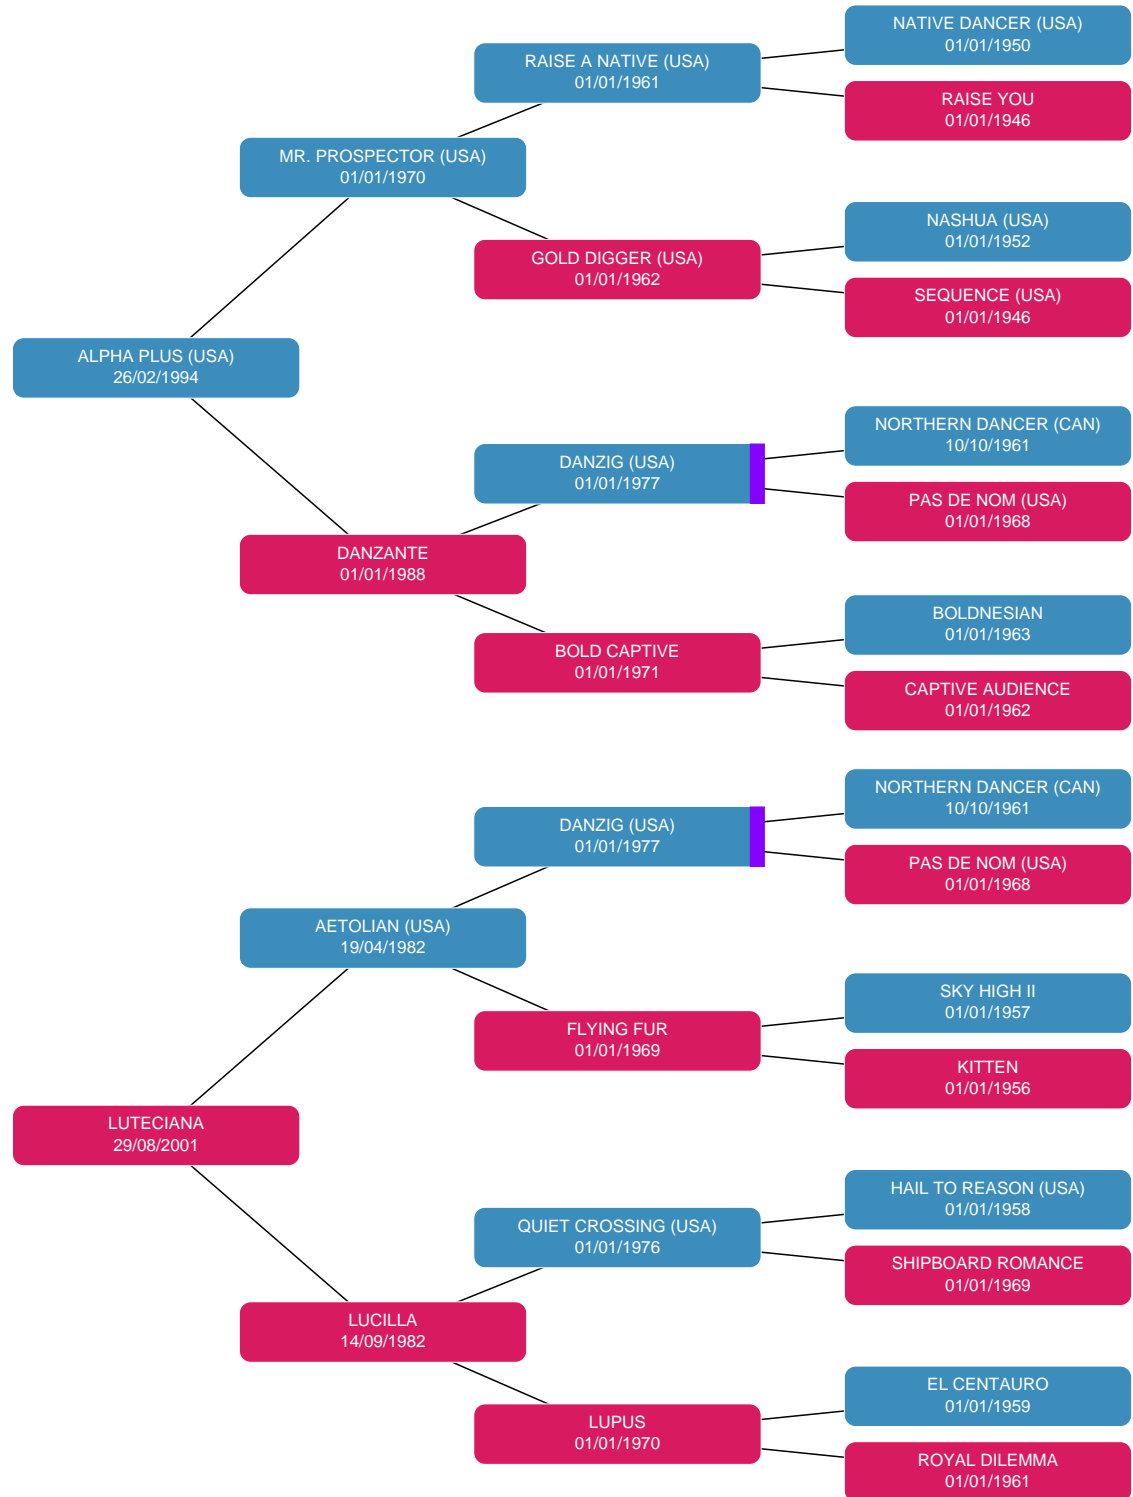 NATIVE DANCER (USA)
01/01/1950
RAISE A NATIVE (USA)
01/01/1961
RAISE YOU
01/01/1946
MR. PROSPECTOR (USA)
01/01/1970
NASHUA (USA)
01/01/1952
GOLD DIGGER (USA)
01/01/1962
SEQUENCE (USA)
01/01/1946
ALPHA PLUS (USA)
26/02/1994
NORTHERN DANCER (CAN)
10/10/1961
DANZIG (USA)
01/01/1977
PAS DE NOM (USA)
01/01/1968
DANZANTE
01/01/1988
BOLDNESIAN
01/01/1963
BOLD CAPTIVE
01/01/1971
CAPTIVE AUDIENCE
01/01/1962
NORTHERN DANCER (CAN)
10/10/1961
DANZIG (USA)
01/01/1977
PAS DE NOM (USA)
01/01/1968
AETOLIAN (USA)
19/04/1982
SKY HIGH II
01/01/1957
FLYING FUR
01/01/1969
KITTEN
01/01/1956
LUTECIANA
29/08/2001
HAIL TO REASON (USA)
01/01/1958
QUIET CROSSING (USA)
01/01/1976
SHIPBOARD ROMANCE
01/01/1969
LUCILLA
14/09/1982
EL CENTAURO
01/01/1959
LUPUS
01/01/1970
ROYAL DILEMMA
01/01/1961